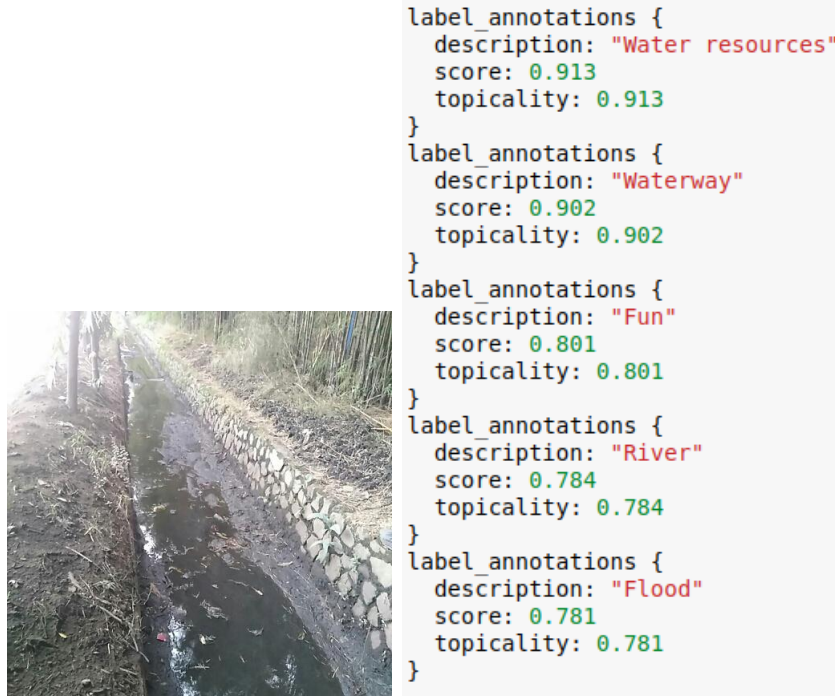 label_annotations {
  description: "Water resources"
  score: 0.913
  topicality: 0.913
}
label_annotations {
  description: "Waterway"
  score: 0.902
  topicality: 0.902
}
label_annotations {
  description: "Fun"
  score: 0.801
  topicality: 0.801
}
label_annotations {
  description: "River"
  score: 0.784
  topicality: 0.784
}
label_annotations {
  description: "Flood"
  score: 0.781
  topicality: 0.781
}